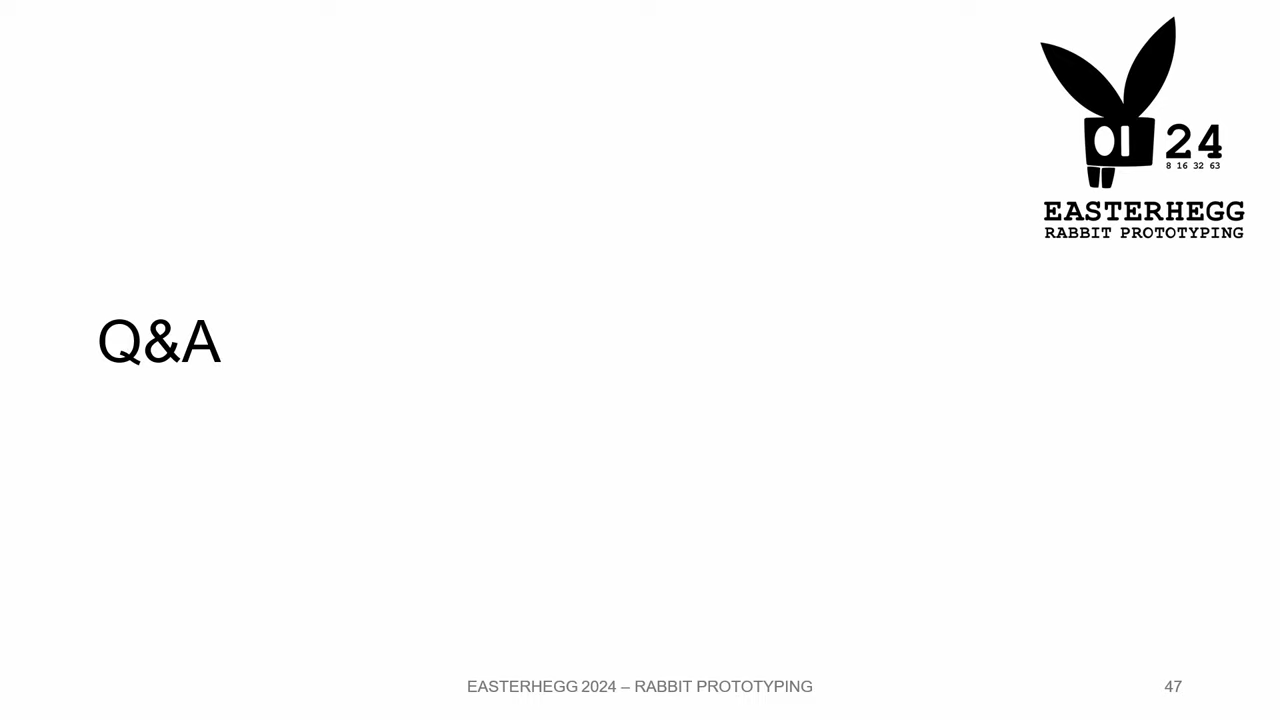 24
8 16 32 63
EASTERHEGG
RABBIT PROTOTYPING
Q&A
EASTERHEGG 2024 – RABBIT PROTOTYPING
47